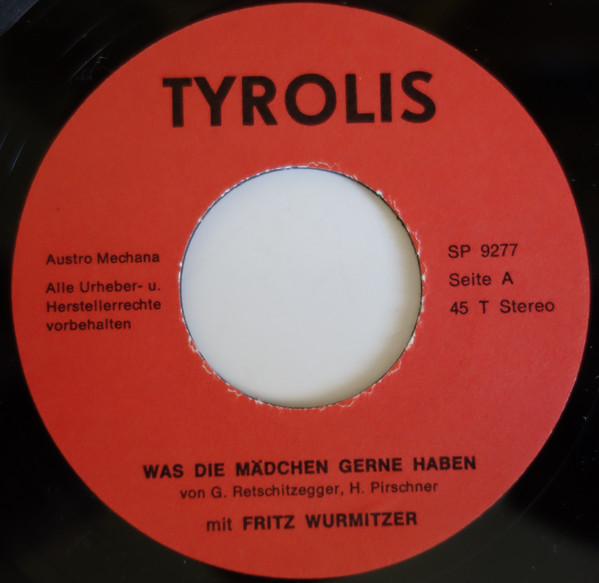 TYROLIS
Austro Mechana
Alle Urheber- u.
Herstellerrechte
vorbehalten
SP 9277
Seite A
45 T Stereo
WAS DIE MÄDCHEN GERNE HABEN
von G. Retschitzegger, H. Pirschner
mit FRITZ WURMITZER